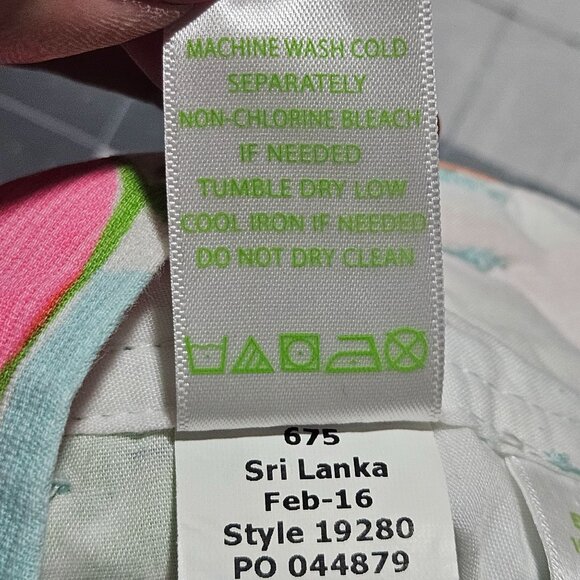 MACHINE WASH COLD
SEPARATELY
NON-CHLORINE BLEACH
IF NEEDED
TUMBLE DRY LOW
COOL IRON IF NEEDED
DO NOT DRY CLEAN
675
Sri Lanka
Feb-16
Style 19280
PO 044879